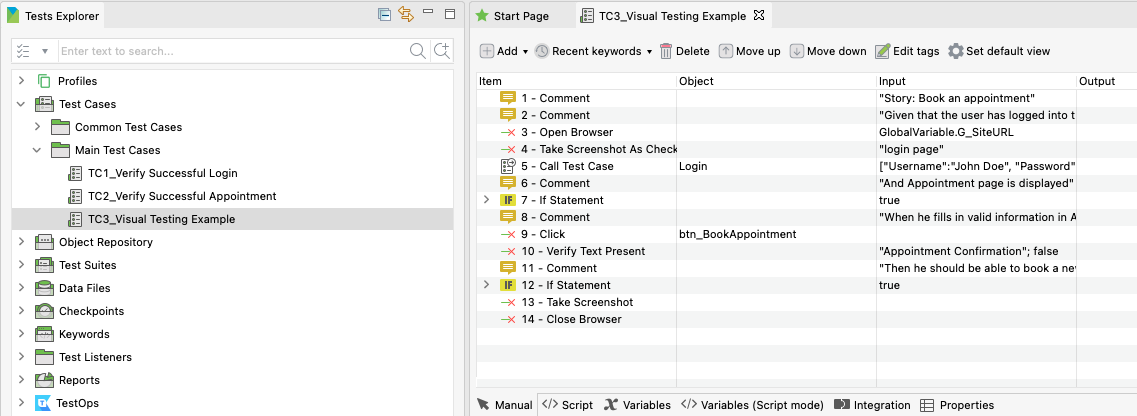 Tests Explorer
Enter text to search...
Profiles
Test Cases
Common Test Cases
Main Test Cases
TC1_Verify Successful Login
TC2_Verify Successful Appointment
TC3_Visual Testing Example
Object Repository
Test Suites
Data Files
Checkpoints
Keywords
Test Listeners
Reports
TestOps
Start Page
TC3_Visual Testing Example
Add Recent keywords Delete Move up Move down Edit tags Set default view
Item Object Input Output
1 - Comment "Story: Book an appointment"
2 - Comment "Given that the user has logged into t
3 - Open Browser GlobalVariable.G_SiteURL
4 - Take Screenshot As Check "login page"
5 - Call Test Case Login ["Username":"John Doe", "Password"
6 - Comment "And Appointment page is displayed"
IF 7 - If Statement true
8 - Comment "When he fills in valid information in A
9 - Click btn_BookAppointment
10 - Verify Text Present "Appointment Confirmation"; false
11 - Comment "Then he should be able to book a nev
IF 12 - If Statement true
13 - Take Screenshot
14 - Close Browser
Manual </> Script Variables </> Variables (Script mode) Integration Properties